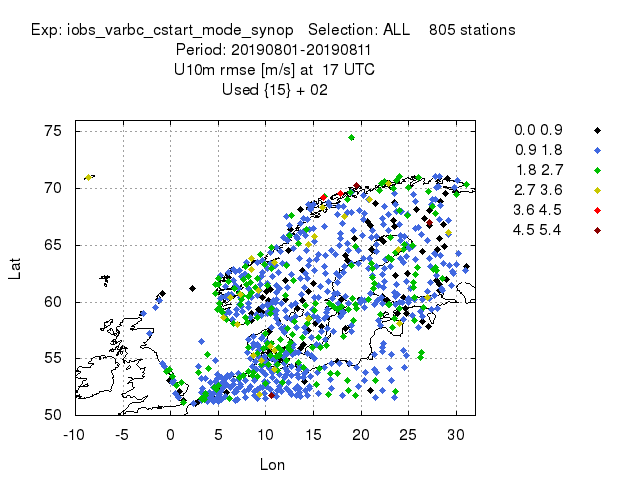 Exp: iobs_varbc_cstart_mode_synop   Selection: ALL    805 stations
Period: 20190801-20190811
U10m rmse [m/s] at  17 UTC
Used {15} + 02
0.0 0.9
0.9 1.8
1.8 2.7
2.7 3.6
3.6 4.5
4.5 5.4
75
70
65
60
55
50
Lat
-10 -5 0 5 10 15 20 25 30
Lon